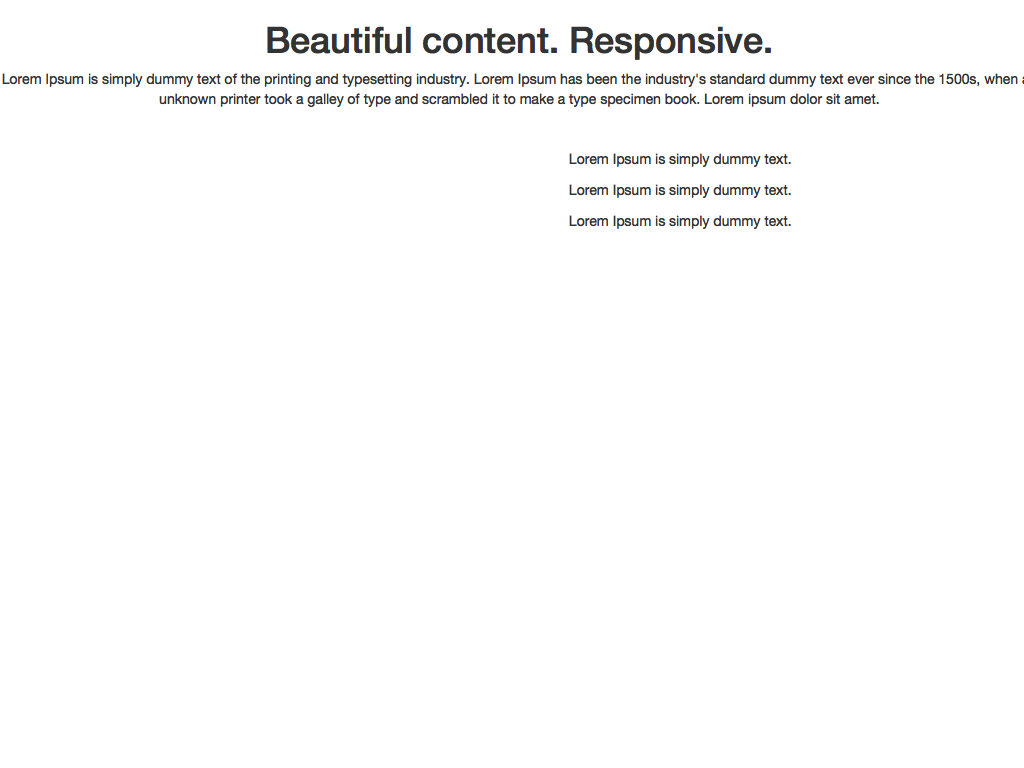 Beautiful content. Responsive.
Lorem Ipsum is simply dummy text of the printing and typesetting industry. Lorem Ipsum has been the industry's standard dummy text ever since the 1500s, when
unknown printer took a galley of type and scrambled it to make a type specimen book. Lorem ipsum dolor sit amet.
Lorem Ipsum is simply dummy text.
Lorem Ipsum is simply dummy text.
Lorem Ipsum is simply dummy text.